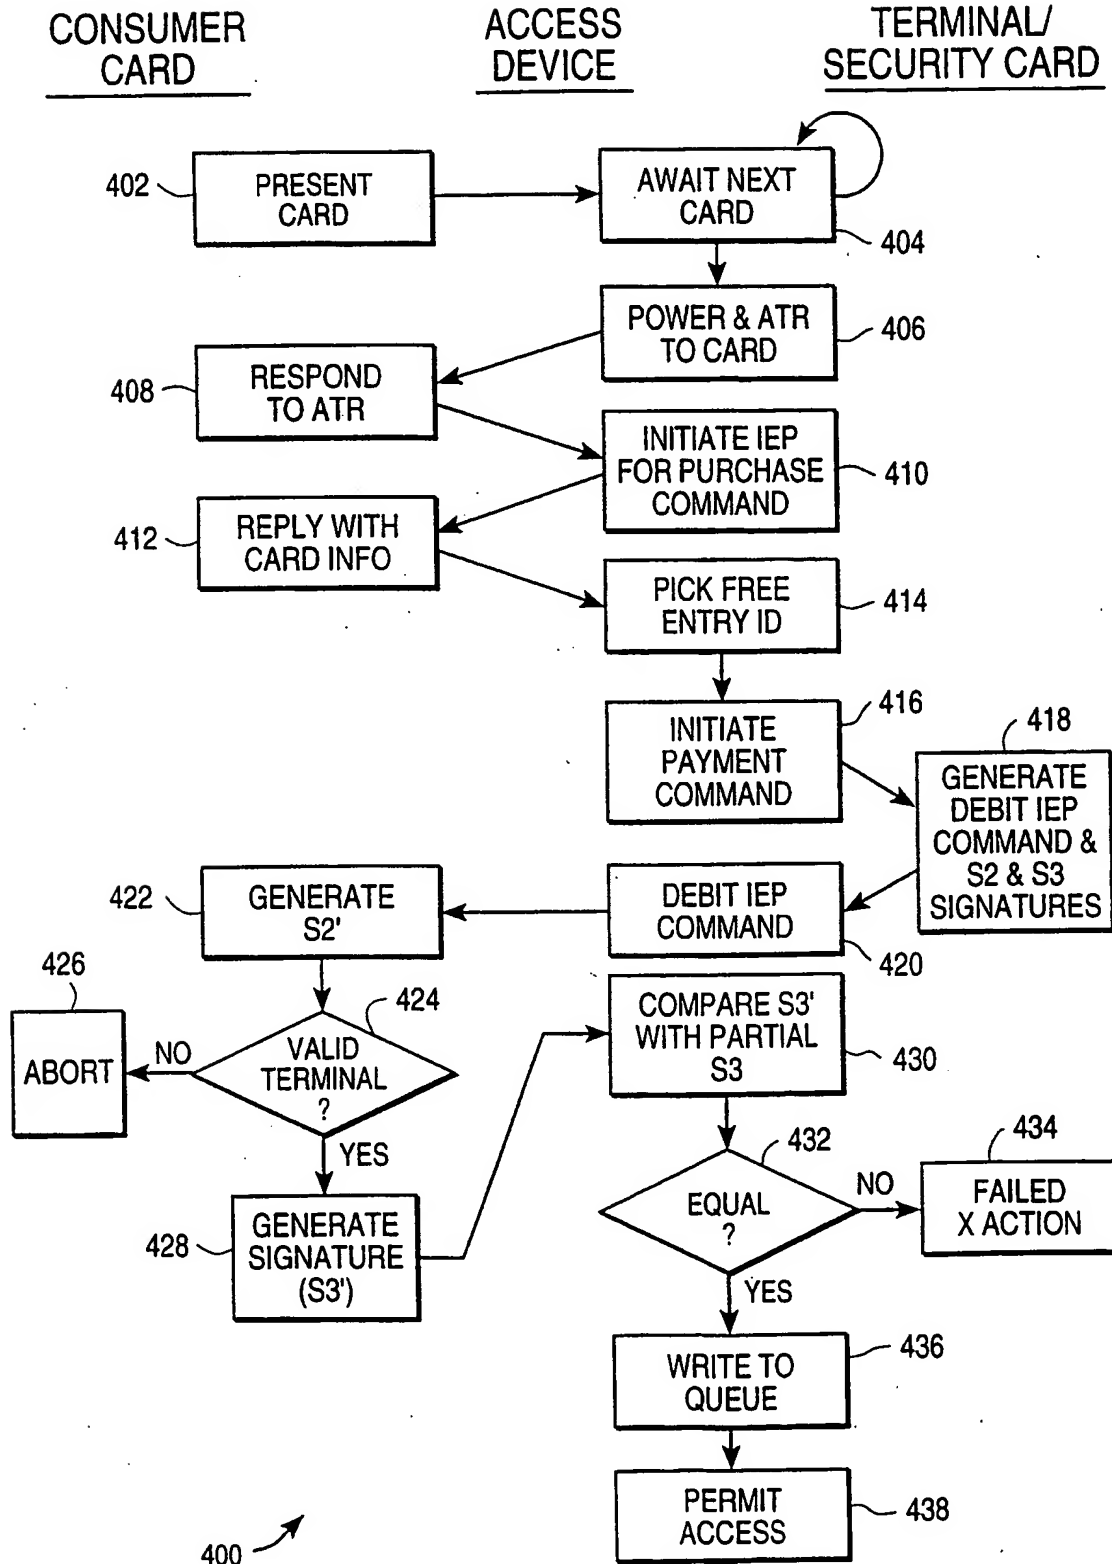 CONSUMER
CARD
ACCESS
DEVICE
TERMINAL/
SECURITY CARD
402
PRESENT
CARD
AWAIT NEXT
CARD
404
POWER & ATR
TO CARD
406
408
RESPOND
TO ATR
INITIATE IEP
FOR PURCHASE
COMMAND
410
412
REPLY WITH
CARD INFO
PICK FREE
ENTRY ID
414
416
INITIATE
PAYMENT
COMMAND
418
GENERATE
DEBIT IEP
COMMAND &
S2 & S3
SIGNATURES
DEBIT IEP
COMMAND
420
422
GENERATE
S2'
426
ABORT
NO
424
VALID
TERMINAL
?
YES
428
GENERATE
SIGNATURE
(S3')
COMPARE S3'
WITH PARTIAL
S3
430
432
EQUAL
?
NO
434
FAILED
X ACTION
YES
WRITE TO
QUEUE
436
PERMIT
ACCESS
438
400